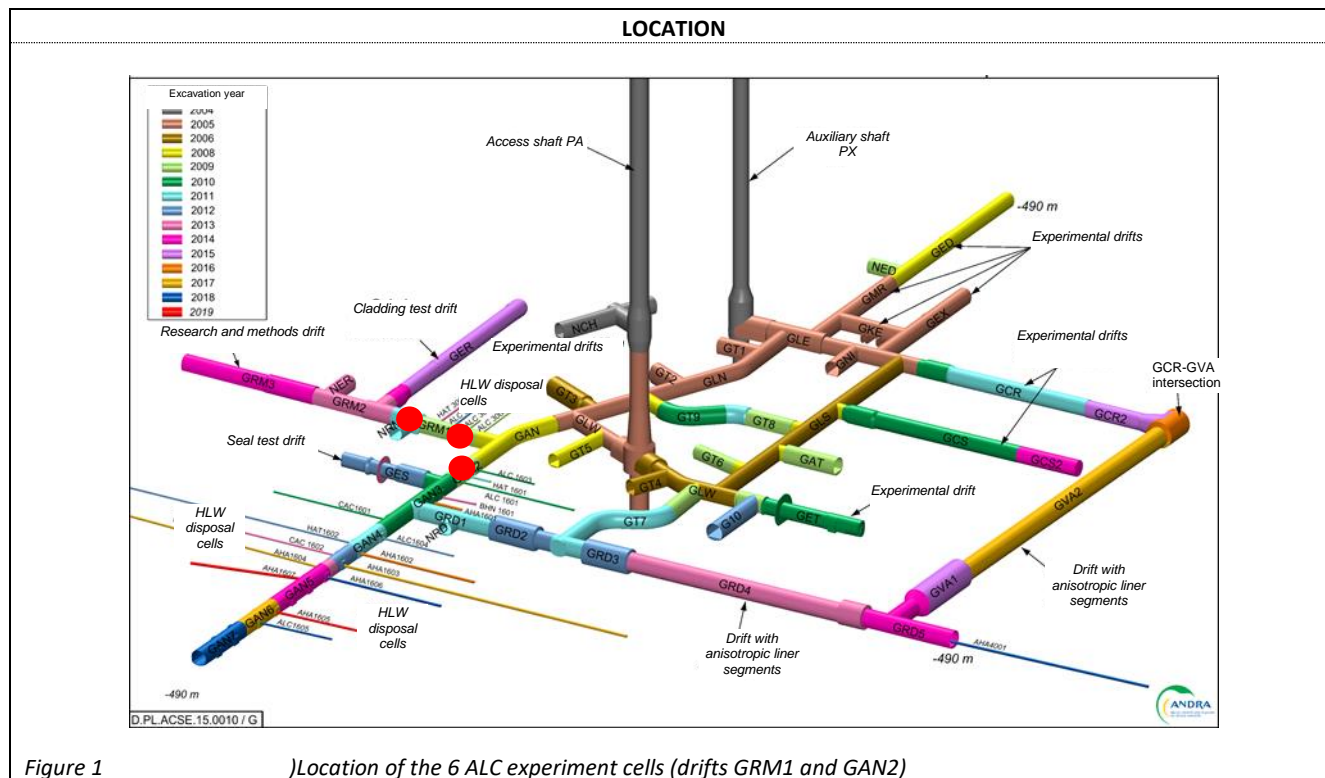 LOCATION
Excavation year
2004
2005
2006
2008
2009
2010
2011
2012
2013
2014
2015
2016
2017
2018
2019
Access shaft PA
Auxiliary shaft
PX
-490 m
Experimental drifts
NED
GED
GMR
GEX
GKE
GNI
GLE
NCH
GT1
GT2
GLN
Cladding test drift
Research and methods drift
GER
Experimental drifts
Experimental drifts
HLW disposal
cells
GCR-GVA
intersection
GRM3
NER
GRM2
GRM1
GAN
GT3
GLW
GT5
GT9
GT8
GLS
GCR
GCR2
GCS
GCS2
GAT
GT6
GT4
GLW
Seal test drift
GES
ALC 1603
HAT 1601
ALC 1601
BHN 1601
GAN3
CAC1601
GRD1
NRD
GRD2
GRD3
GT7
G10
GET
Experimental drift
GVA2
HLW
disposal
cells
HAT1602
CAC 1602
AHA1604
GAN4
ALC1604
AHA1602
AHA1603
AHA1606
GAN5
AHA1605
GAN6
ALC1605
GAN7
HLW
disposal
cells
GRD4
GVA1
GRD5
Drift with
anisotropic liner
segments
Drift with
anisotropic liner
segments
-490 m
AHA4001
-490 m
D.PL.ACSE.15.0010 / G
ANDRA
Figure 1 )Location of the 6 ALC experiment cells (drifts GRM1 and GAN2)